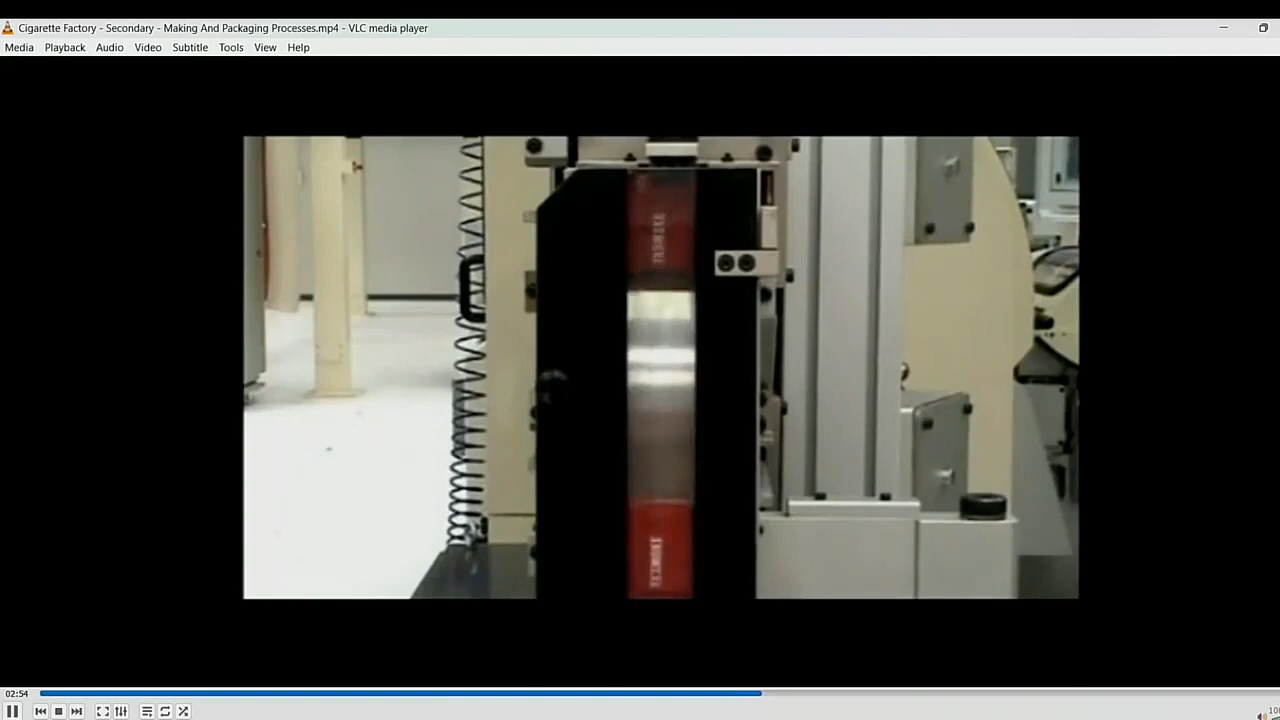 Cigarette Factory - Secondary - Making And Packaging Processes.mp4 - VLC media player
Media Playback Audio Video Subtitle Tools View Help
02:54